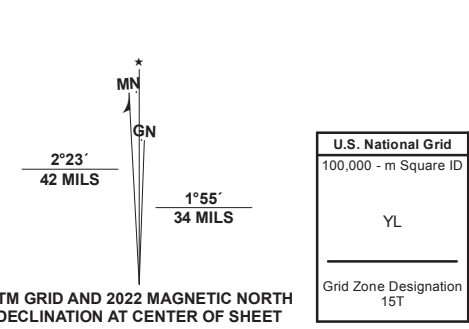 ★
MN
GN
2°23´
42 MILS
1°55´
34 MILS
TM GRID AND 2022 MAGNETIC NORTH
DECLINATION AT CENTER OF SHEET
U.S. National Grid
100,000 - m Square ID
YL
Grid Zone Designation
15T